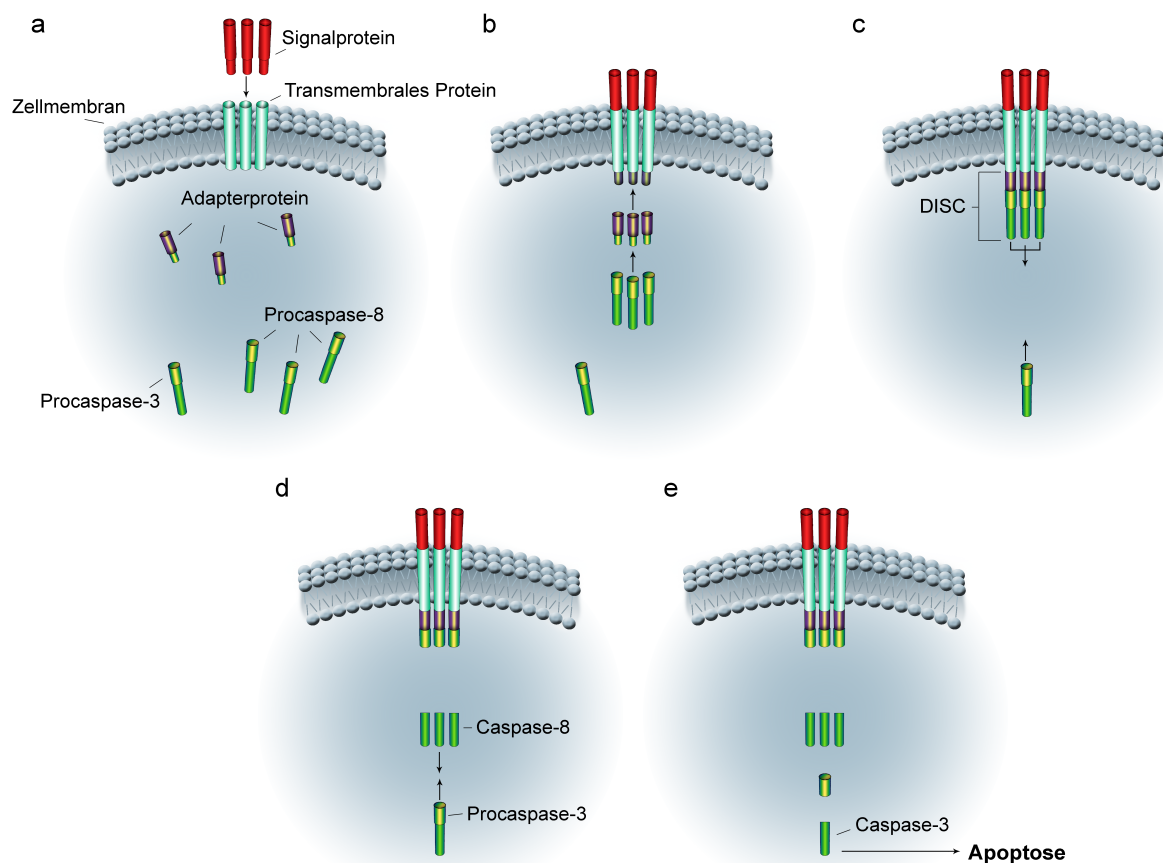 a
Signalprotein
Transmembrales Protein
Zellmembran
Adapterprotein
Procaspase-8
Procaspase-3
b
c
DISC
d
Caspase-8
Procaspase-3
e
Caspase-3
Apoptose